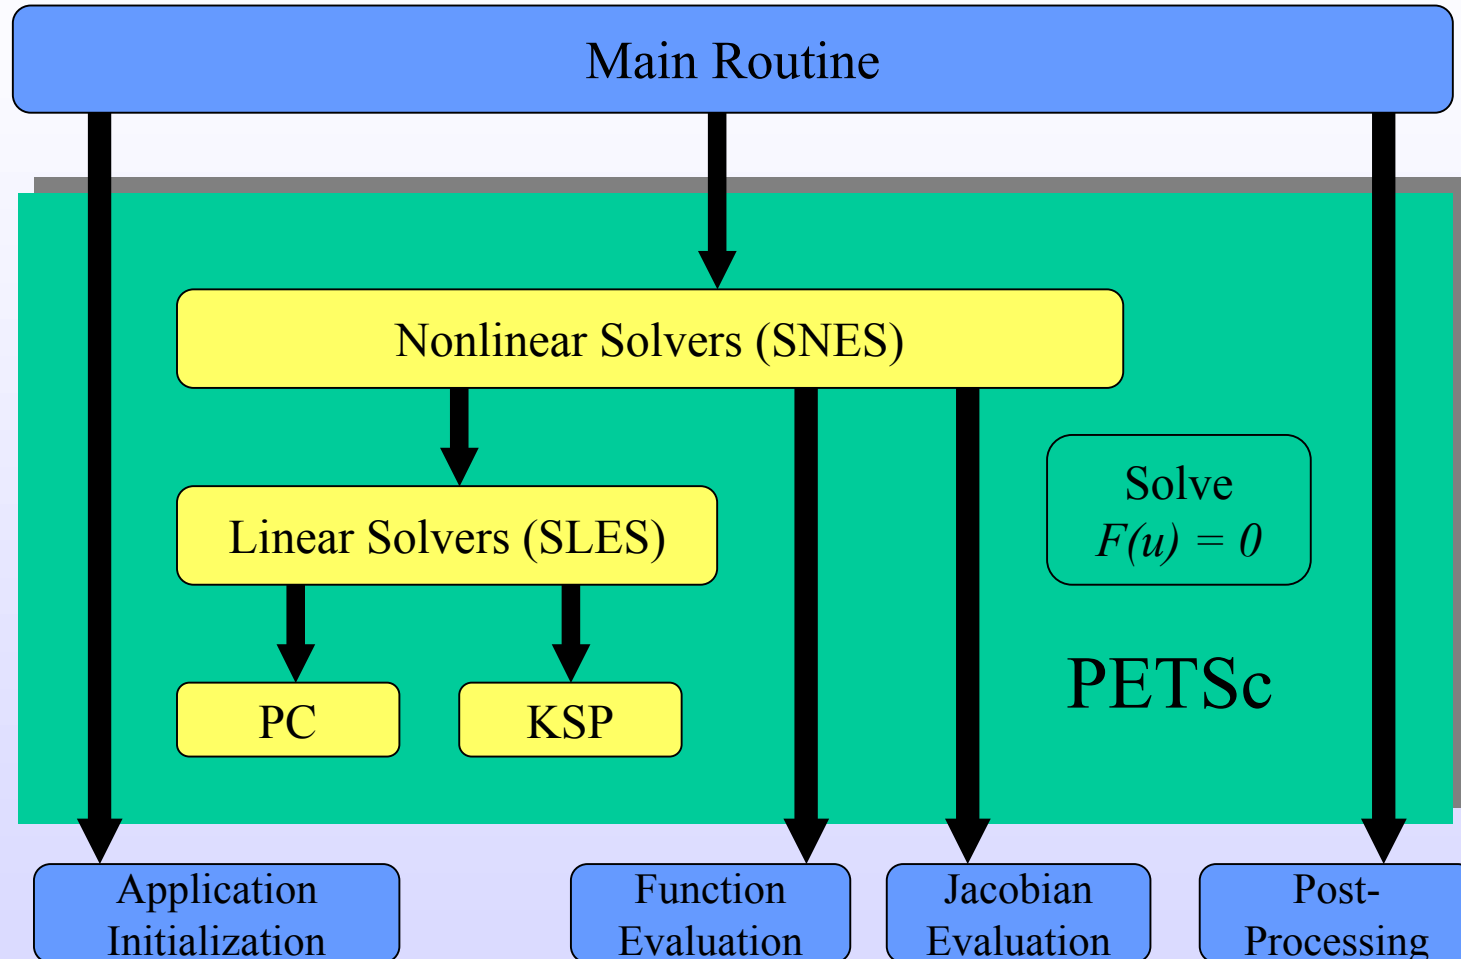 Main Routine
Nonlinear Solvers (SNES)
Solve
F(u) = 0
Linear Solvers (SLES)
PETSc
PC
KSP
Application
Initialization
Function
Evaluation
Jacobian
Evaluation
Post-
Processing